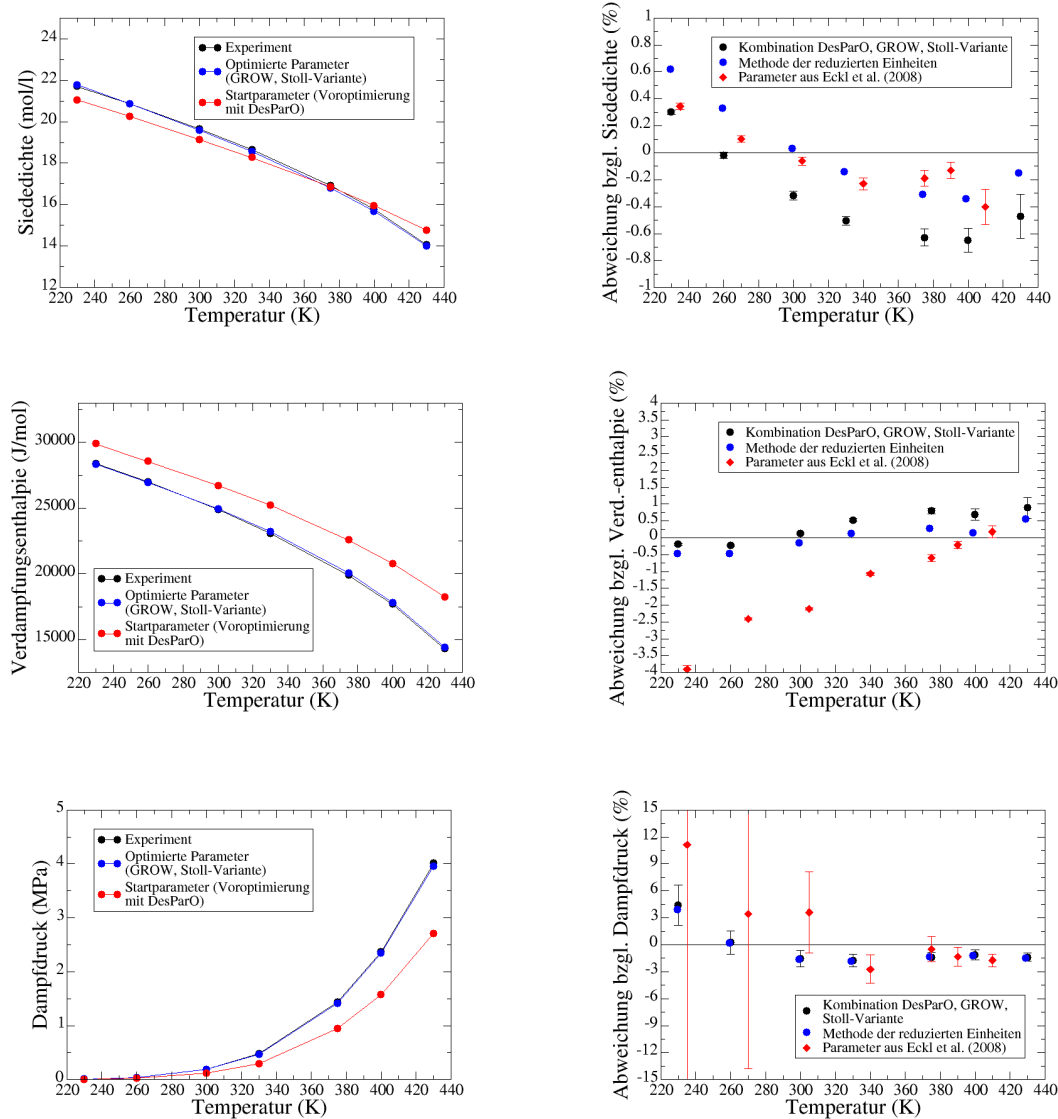 Siededichte (mol/l)
24
22
20
18
16
14
12
Experiment
Optimierte Parameter
(GROW, Stoll-Variante)
Startparameter (Voroptimierung
mit DesParO)
220 240 260 280 300 320 340 360 380 400 420 440
Temperatur (K)
Abweichung bzgl. Siededichte (%)
1
0.8
0.6
0.4
0.2
0
-0.2
-0.4
-0.6
-0.8
-1
Kombination DesParO, GROW, Stoll-Variante
Methode der reduzierten Einheiten
Parameter aus Eckl et al. (2008)
220 240 260 280 300 320 340 360 380 400 420 440
Temperatur (K)
Verdampfungsenthalpie (J/mol)
30000
25000
20000
15000
Experiment
Optimierte Parameter
(GROW, Stoll-Variante)
Startparameter (Voroptimierung
mit DesParO)
220 240 260 280 300 320 340 360 380 400 420 440
Temperatur (K)
Abweichung bzgl. Verd.-enthalpie (%)
4
3.5
3
2.5
2
1.5
1
0.5
0
-0.5
-1
-1.5
-2
-2.5
-3
-3.5
-4
Kombination DesParO, GROW, Stoll-Variante
Methode der reduzierten Einheiten
Parameter aus Eckl et al. (2008)
220 240 260 280 300 320 340 360 380 400 420 440
Temperatur (K)
Dampfdruck (MPa)
5
4
3
2
1
0
Experiment
Optimierte Parameter
(GROW, Stoll-Variante)
Startparameter (Voroptimierung
mit DesParO)
220 240 260 280 300 320 340 360 380 400 420 440
Temperatur (K)
Abweichung bzgl. Dampfdruck (%)
15
12
9
6
3
0
-3
-6
-9
-12
-15
Kombination DesParO, GROW,
Stoll-Variante
Methode der reduzierten Einheiten
Parameter aus Eckl et al. (2008)
220 240 260 280 300 320 340 360 380 400 420 440
Temperatur (K)